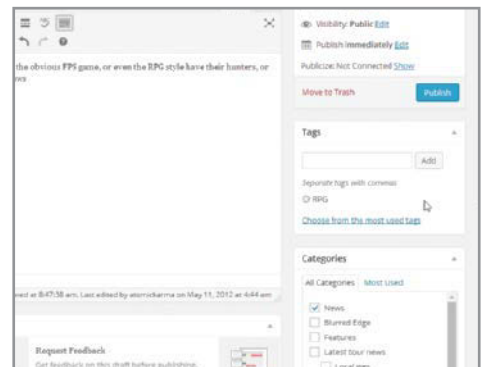 the obvious FPS game, or even the RPG style have their hunters, or
Visibility: Public Edit
Publish immediately Edit
Publicize: Not Connected Show
Move to Trash
Publish
Tags
Add
Separate tags with commas
RPG
Choose from the most used tags
at 8:47:38 am. Last edited by atomickarma on May 11, 2012 at 4:44 am
Categories
All Categories Most Used
News
Blurred Edge
Features
Latest tour news
Request Feedback
Get feedback on this draft before publishing.